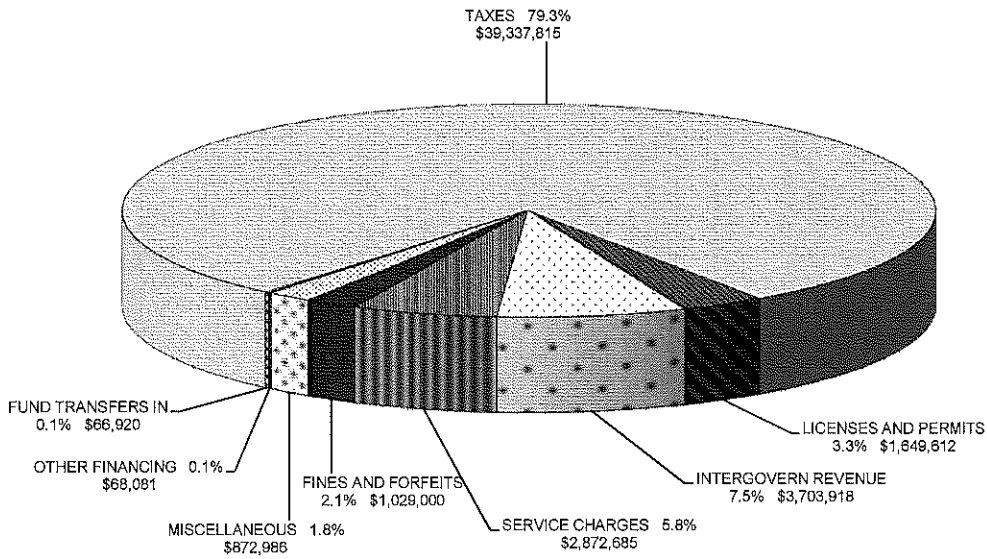 TAXES 79.3%
$39,337,815
FUND TRANSFERS IN
0.1% $66,920
OTHER FINANCING 0.1%
$68,081
MISCELLANEOUS 1.8%
$872,986
FINES AND FORFEITS
2.1% $1,029,000
SERVICE CHARGES 5.8%
$2,872,685
INTERGOVERN REVENUE
7.5% $3,703,918
LICENSES AND PERMITS
3.3% $1,649,612